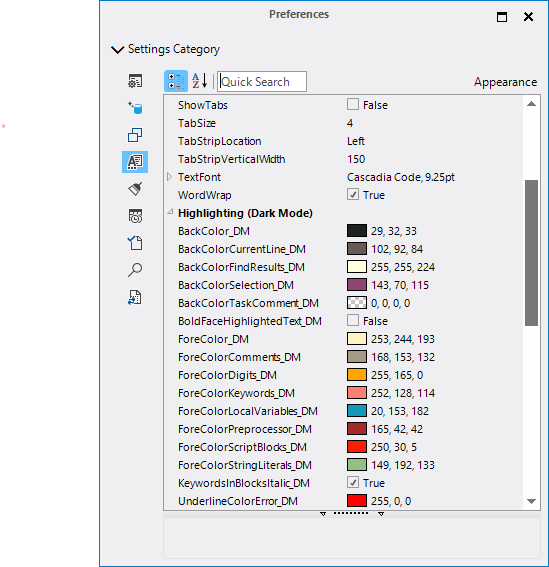 Preferences
Settings Category
A
Z
Quick Search
Appearance
ShowTabs False
TabSize 4
TabStripLocation Left
TabStripVerticalWidth 150
TextFont Cascadia Code, 9.25pt
WordWrap True
Highlighting (Dark Mode)
BackColor_DM 29, 32, 33
BackColorCurrentLine_DM 102, 92, 84
BackColorFindResults_DM 255, 255, 224
BackColorSelection_DM 143, 70, 115
BackColorTaskComment_DM 0, 0, 0, 0
BoldFaceHighlightedText_DM False
ForeColor_DM 253, 244, 193
ForeColorComments_DM 168, 153, 132
ForeColorDigits_DM 255, 165, 0
ForeColorKeywords_DM 252, 128, 114
ForeColorLocalVariables_DM 20, 153, 182
ForeColorPreprocessor_DM 165, 42, 42
ForeColorScriptBlocks_DM 250, 30, 5
ForeColorStringLiterals_DM 149, 192, 133
KeywordsInBlocksItalic_DM True
UnderlineColorError_DM 255, 0, 0